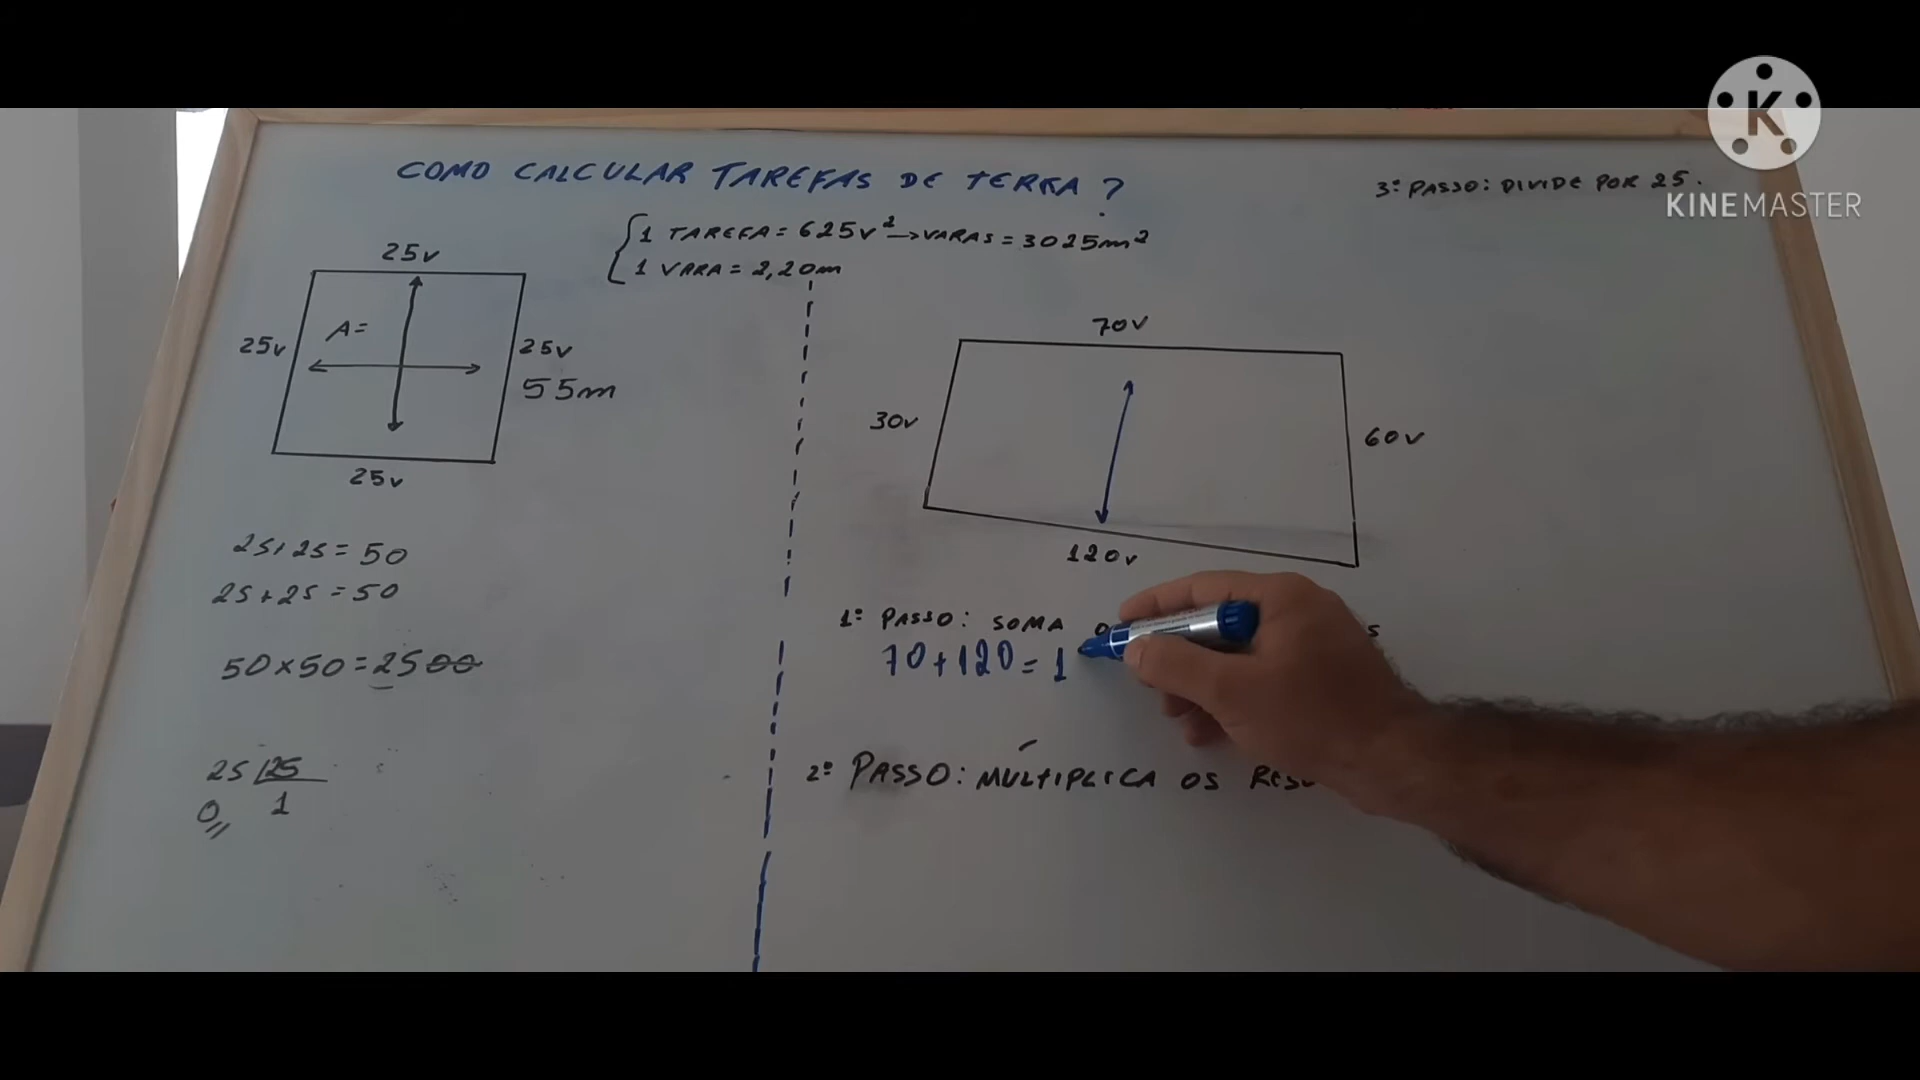 COMO CALCULAR TAREFAS DE TERRA ?
3º PASSO: DIVIDE POR 25.
K
KINEMASTER
1 TAREFA = 625v² → VARAS = 3025m²
1 VARA = 2,20m
25v
A=
25v
25v
55m
25v
25+25 = 50
25+25 = 50
50x50 = 2500
25 25
0 1
70v
30v
60v
120v
1º PASSO: SOMA
70+120 = 1
2º PASSO: MÚLTIPLICA OS